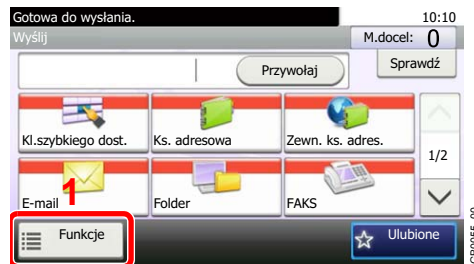 Gotowa do wysłania.
10:10
Wyślij
M.docel: 0
Przywołaj
Sprawdź
Kl.szybkiego dost.
Ks. adresowa
Zewn. ks. adres.
1/2
E-mail
Folder
FAKS
1
Funkcje
Ulubione